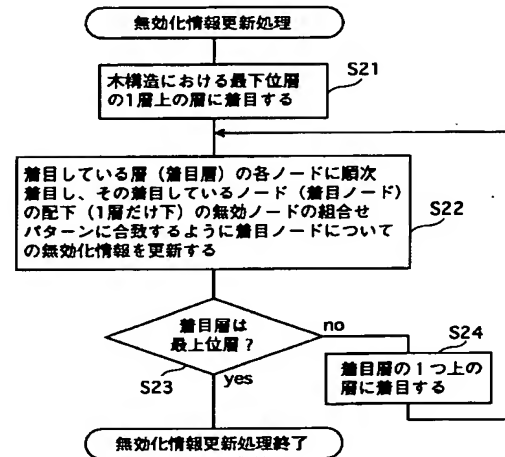 無効化情報更新処理
S21
木構造における最下位層
の1層上の層に着目する
着目している層（着目層）の各ノードに順次
着目し、その着目しているノード（着目ノード）
の配下（1層だけ下）の無効ノードの組合せ
パターンに合致するように着目ノードについて
の無効化情報を更新する
S22
着目層は
最上位層？
no
S23
yes
S24
着目層の1つ上の
層に着目する
無効化情報更新処理終了